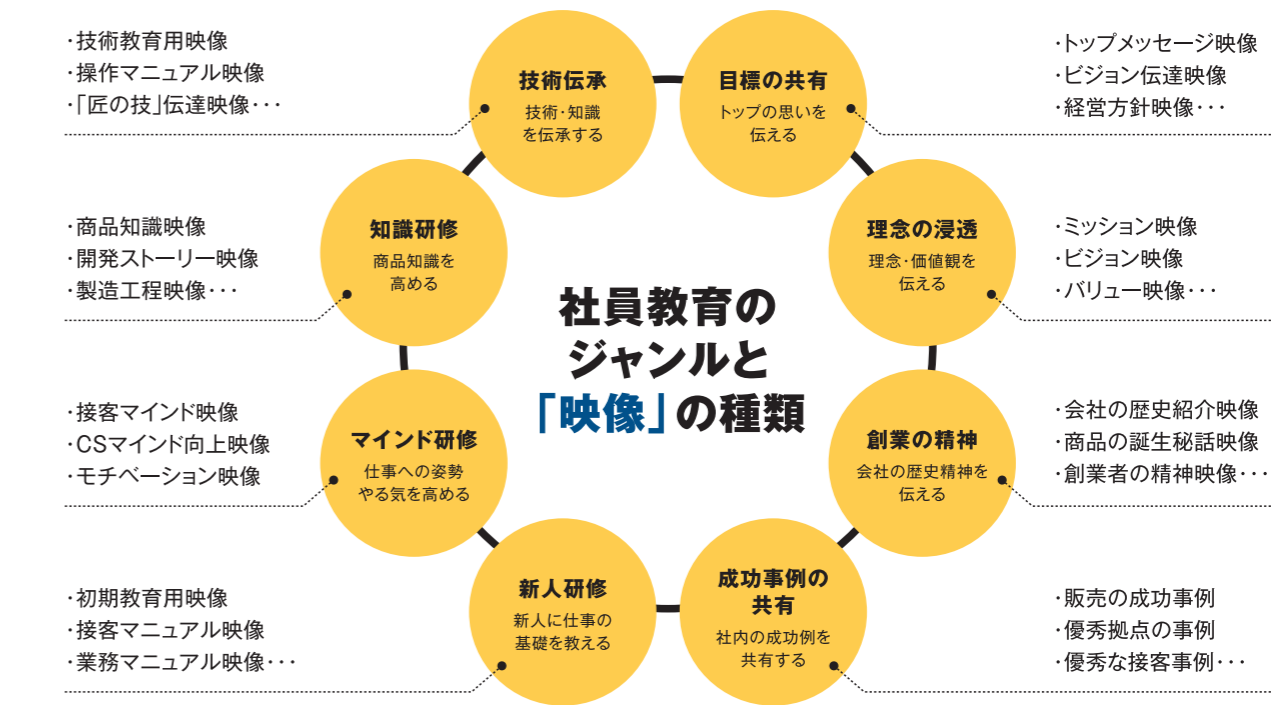 社員教育の
ジャンルと
「映像」の種類
技術伝承
技術・知識
を伝承する
・技術教育用映像
・操作マニュアル映像
・「匠の技」伝達映像・・・
目標の共有
トップの思いを
伝える
・トップメッセージ映像
・ビジョン伝達映像
・経営方針映像・・・
知識研修
商品知識を
高める
・商品知識映像
・開発ストーリー映像
・製造工程映像・・・
理念の浸透
理念・価値観を
伝える
・ミッション映像
・ビジョン映像
・バリュー映像・・・
マインド研修
仕事への姿勢
やる気を高める
・接客マインド映像
・CSマインド向上映像
・モチベーション映像
創業の精神
会社の歴史精神を
伝える
・会社の歴史紹介映像
・商品の誕生秘話映像
・創業者の精神映像・・・
新人研修
新人に仕事の
基礎を教える
・初期教育用映像
・接客マニュアル映像
・業務マニュアル映像・・・
成功事例の
共有
社内の成功例を
共有する
・販売の成功事例
・優秀拠点の事例
・優秀な接客事例・・・